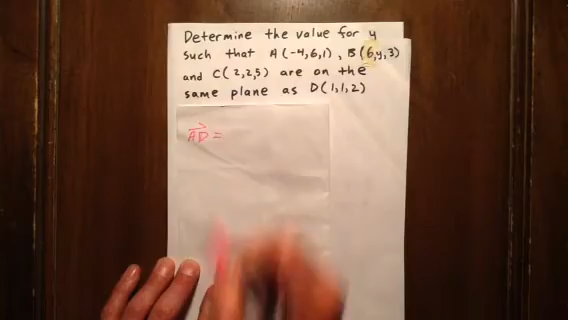 Determine the value for y
such that A(-4,6,1), B(6,y,3)
and C(2,2,5) are on the
same plane as D(1,1,2)
AD=